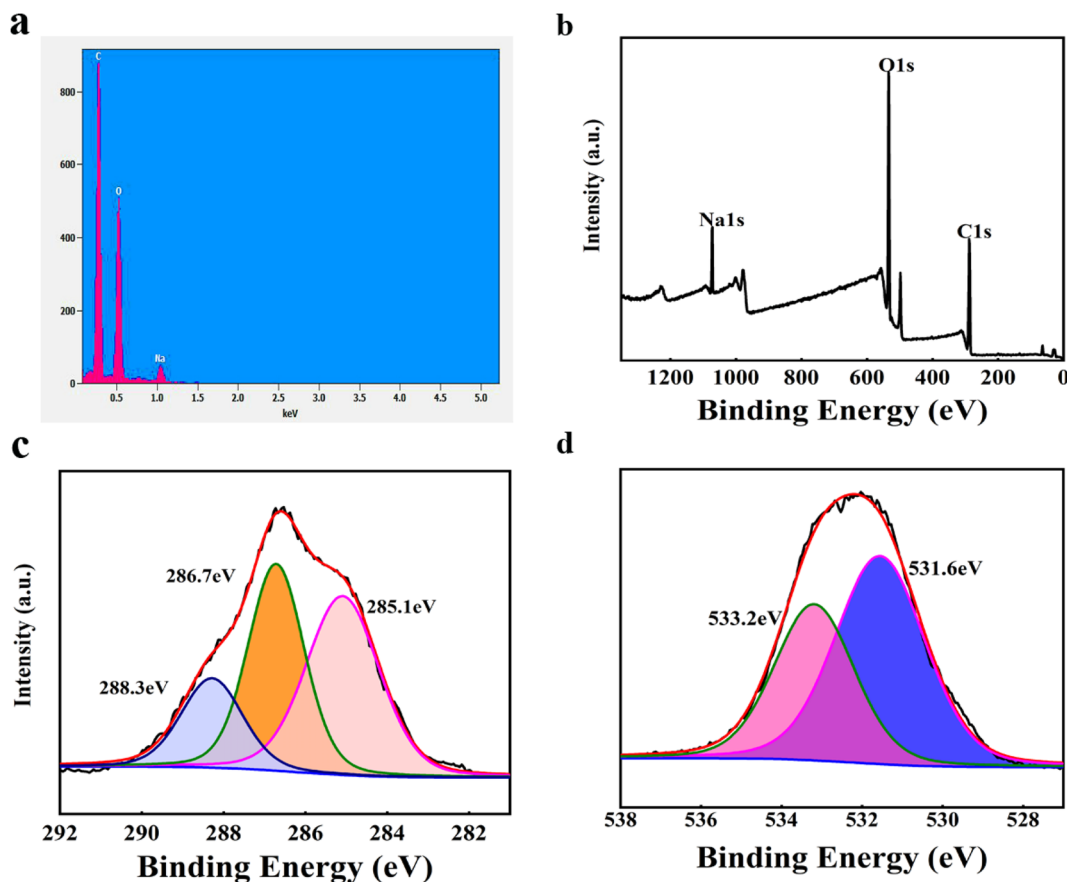 a
C
O
Na
800
600
400
200
0
0.5 1.0 1.5 2.0 2.5 3.0 3.5 4.0 4.5 5.0
keV
b
O1s
Na1s
C1s
Intensity (a.u.)
1200 1000 800 600 400 200 0
Binding Energy (eV)
c
286.7eV
285.1eV
288.3eV
Intensity (a.u.)
292 290 288 286 284 282
Binding Energy (eV)
d
531.6eV
533.2eV
Intensity (a.u.)
538 536 534 532 530 528
Binding Energy (eV)